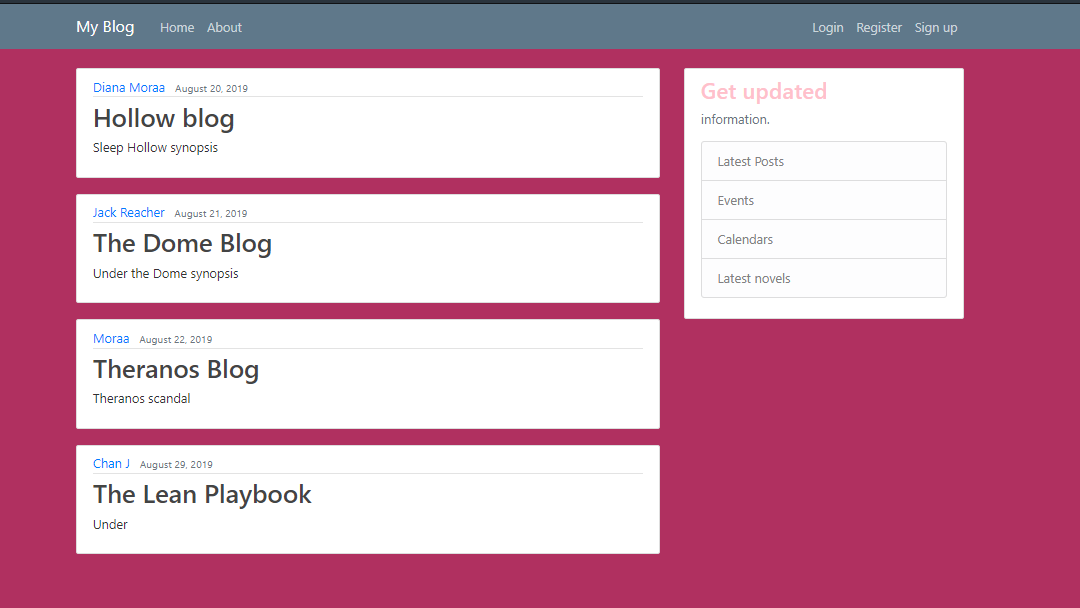 My Blog Home About Login Register Sign up
Diana Moraa August 20, 2019
Hollow blog
Sleep Hollow synopsis
Jack Reacher August 21, 2019
The Dome Blog
Under the Dome synopsis
Moraa August 22, 2019
Theranos Blog
Theranos scandal
Chan J August 29, 2019
The Lean Playbook
Under
Get updated
information.
Latest Posts
Events
Calendars
Latest novels